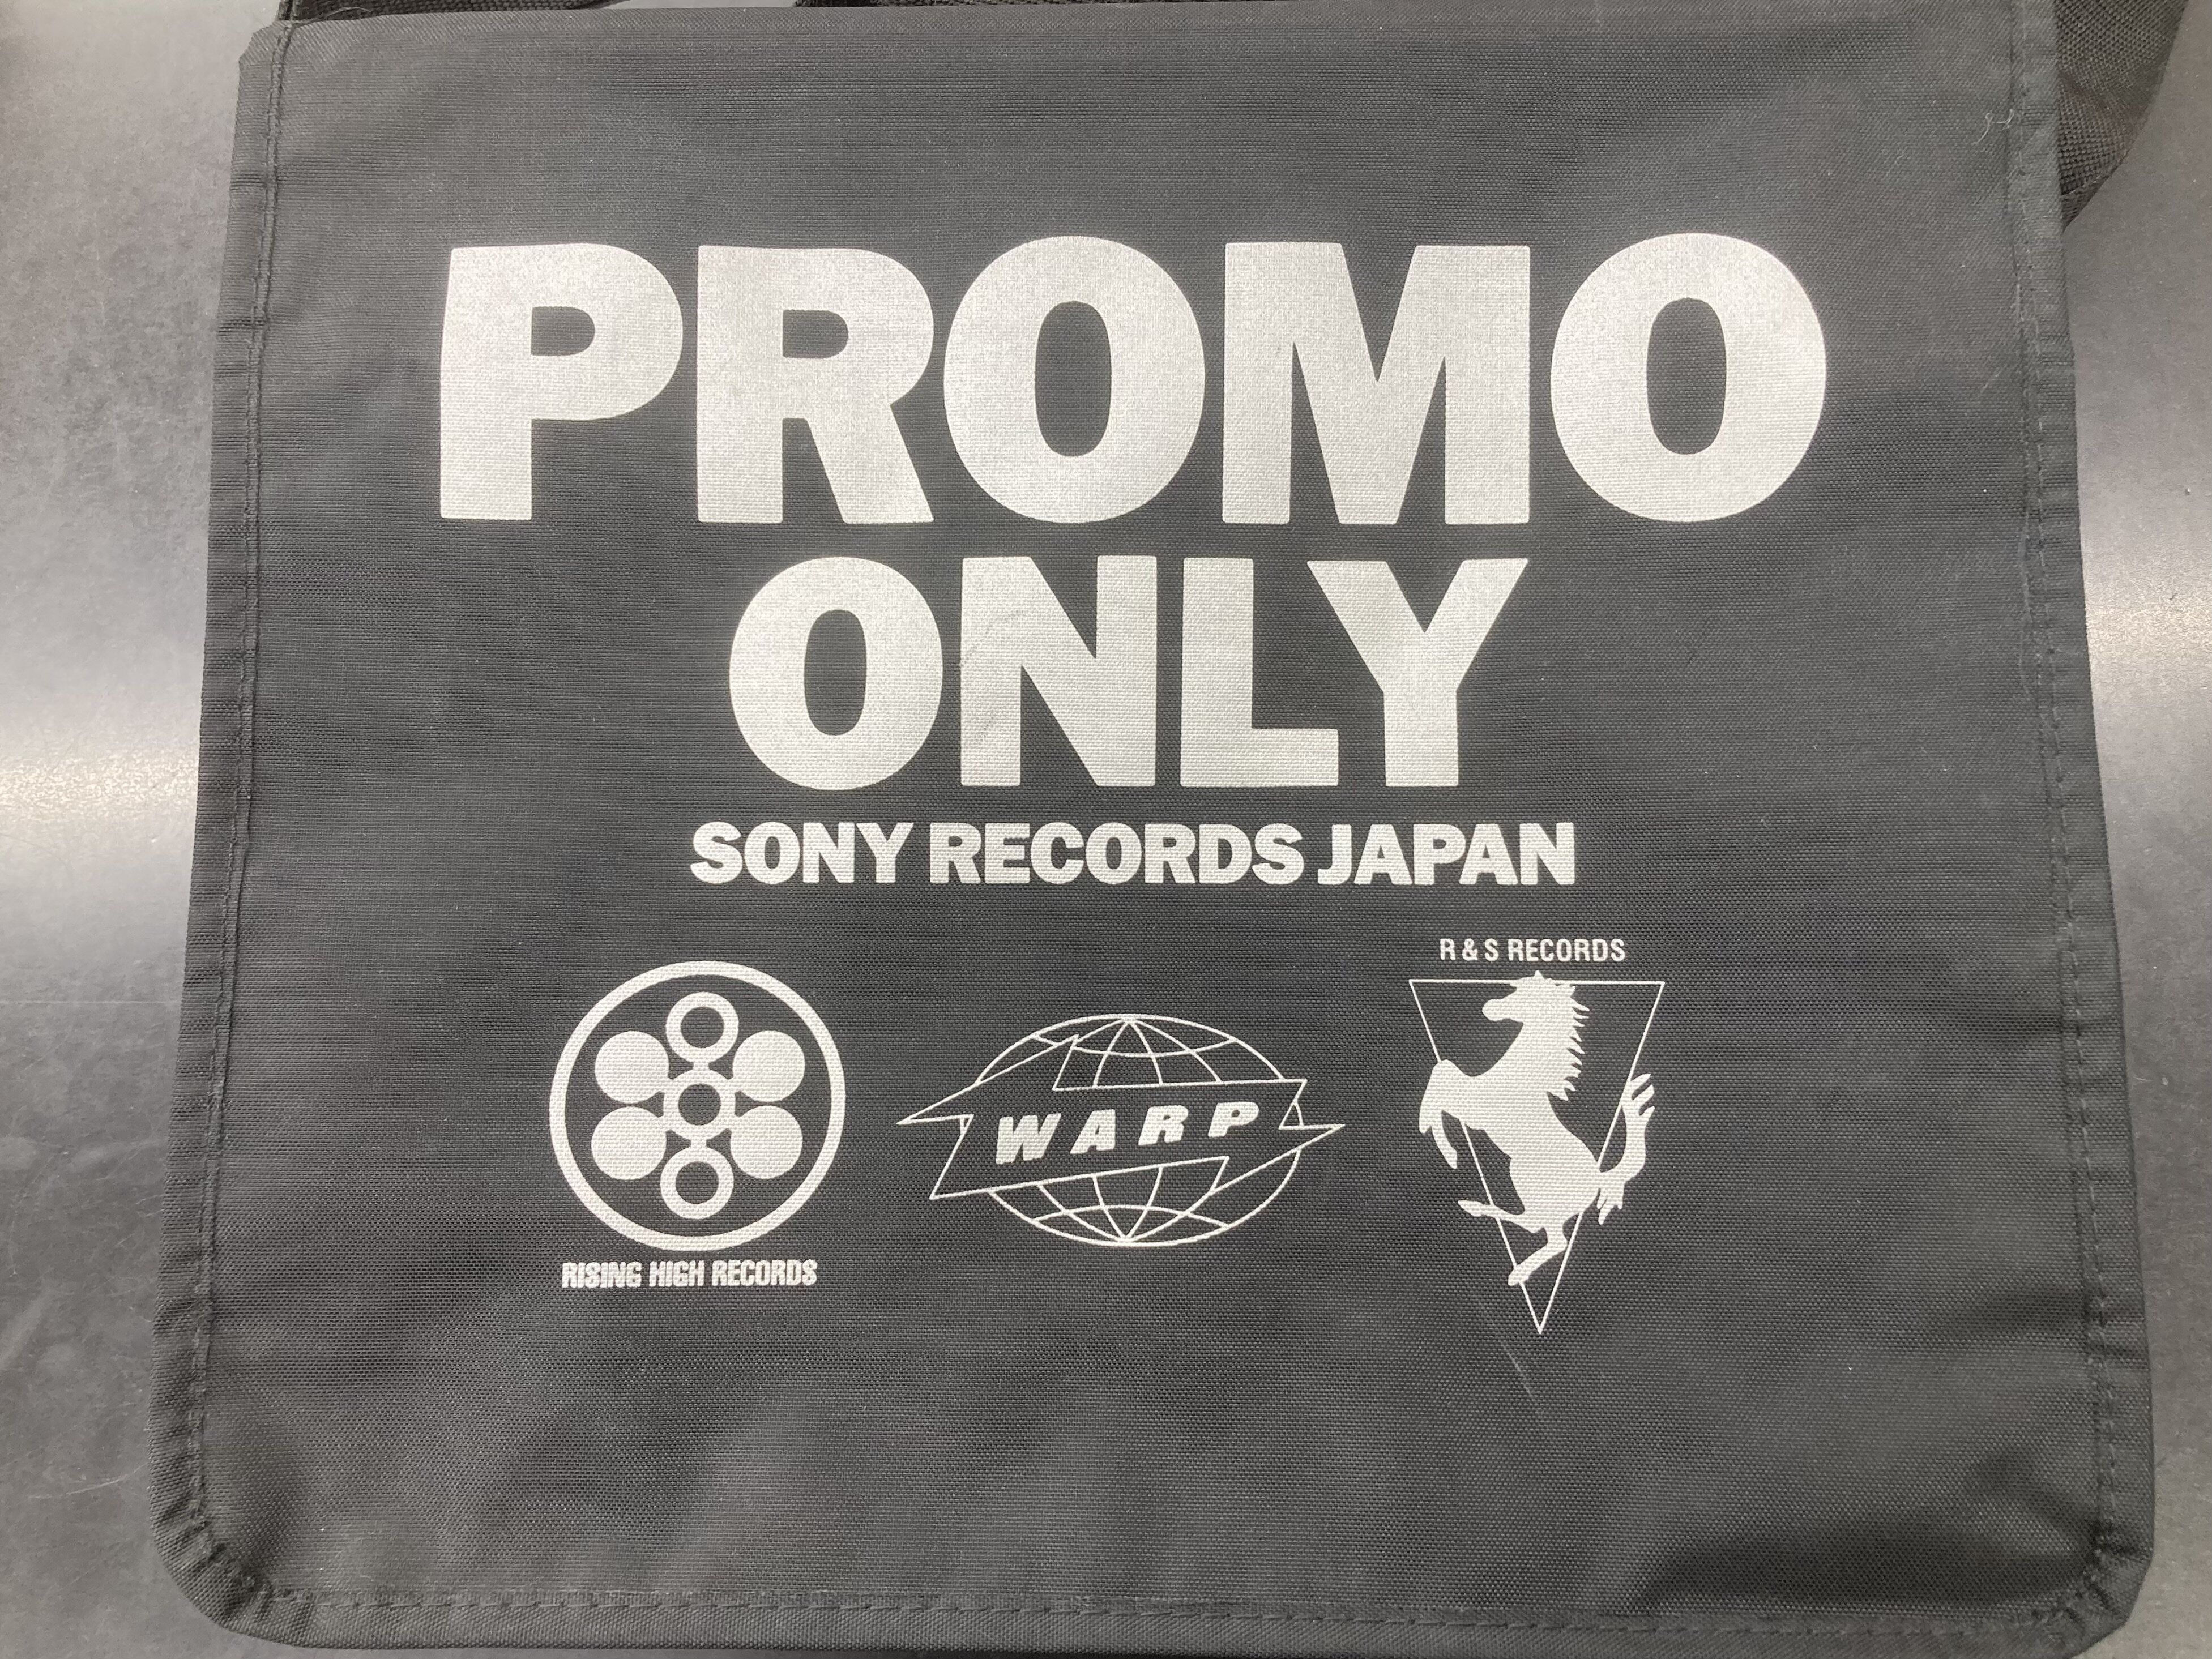 PROMO
ONLY
SONY RECORDS JAPAN
R & S RECORDS
WARP
RISING HIGH RECORDS